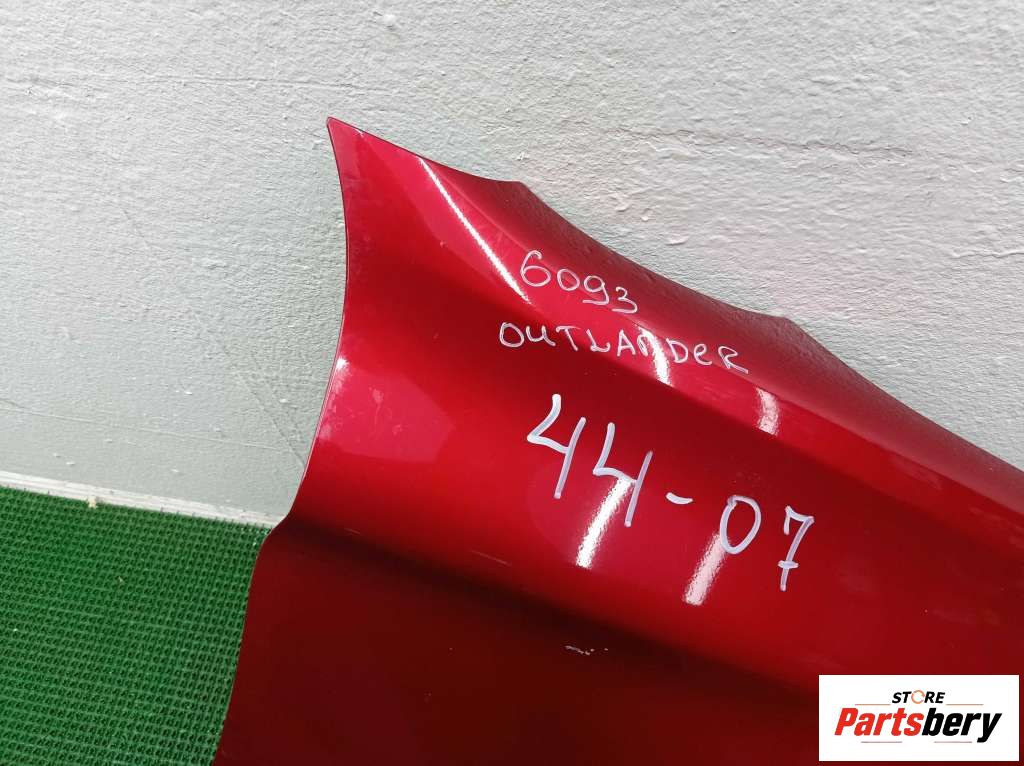 6093
OUTLANDER
44-07
STORE
Partsbery